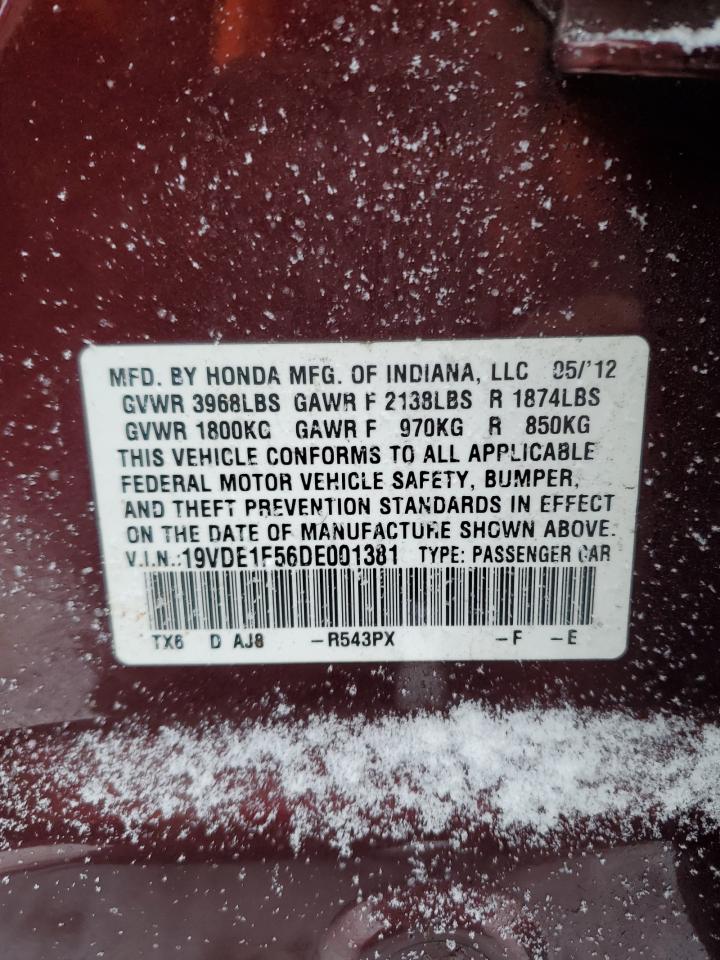 MFD. BY HONDA MFG. OF INDIANA, LLC 05/'12
GVWR 3968LBS GAWR F 2138LBS R 1874LBS
GVWR 1800KG GAWR F 970KG R 850KG
THIS VEHICLE CONFORMS TO ALL APPLICABLE
FEDERAL MOTOR VEHICLE SAFETY, BUMPER,
AND THEFT PREVENTION STANDARDS IN EFFECT
ON THE DATE OF MANUFACTURE SHOWN ABOVE.
V.I.N.:19VDE1F56DE001381 TYPE: PASSENGER CAR
TX6 D AJ8 -R543PX -F -E